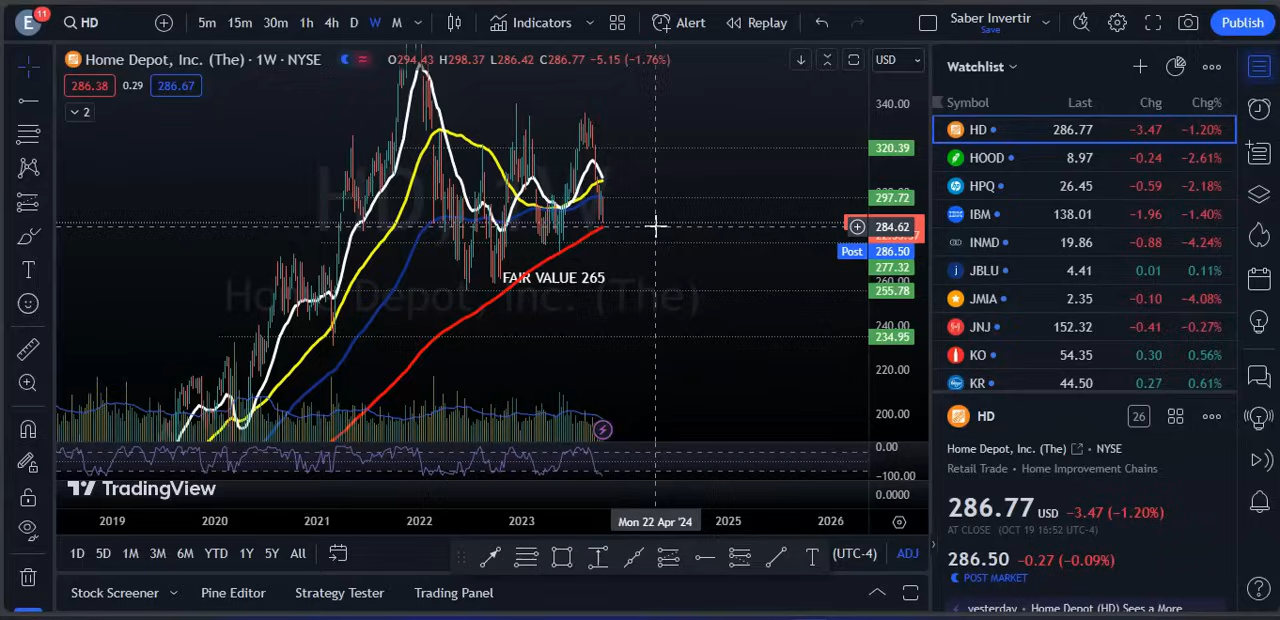 E 11 HD 5m 15m 30m 1h 4h D W M Indicators Alert Replay Saber Invertir Save Publish
Home Depot, Inc. (The) · 1W · NYSE O294.43 H298.37 L286.42 C286.77 −5.15 (−1.76%) USD
286.38 0.29 286.67
2
340.00
320.39
297.72
284.62
Post 286.50
277.32
FAIR VALUE 265
Home Depot, Inc. (The)
255.78
240.00
234.95
220.00
200.00
0.00
−100.00
0.0000
TradingView
2019 2020 2021 2022 2023 Mon 22 Apr '24 2025 2026
1D 5D 1M 3M 6M YTD 1Y 5Y All (UTC-4) ADJ
Stock Screener Pine Editor Strategy Tester Trading Panel
Watchlist
Symbol Last Chg Chg%
HD 286.77 −3.47 −1.20%
HOOD 8.97 −0.24 −2.61%
HPQ 26.45 −0.59 −2.18%
IBM 138.01 −1.96 −1.40%
INMD 19.86 −0.88 −4.24%
JBLU 4.41 0.01 0.11%
JMIA 2.35 −0.10 −4.08%
JNJ 152.32 −0.41 −0.27%
KO 54.35 0.30 0.56%
KR 44.50 0.27 0.61%
HD 26
Home Depot, Inc. (The) • NYSE
Retail Trade • Home Improvement Chains
286.77 USD −3.47 (−1.20%)
AT CLOSE (OCT 19 16:52 UTC-4)
286.50 −0.27 (−0.09%)
POST MARKET
yesterday • Home Depot (HD) Sees a More